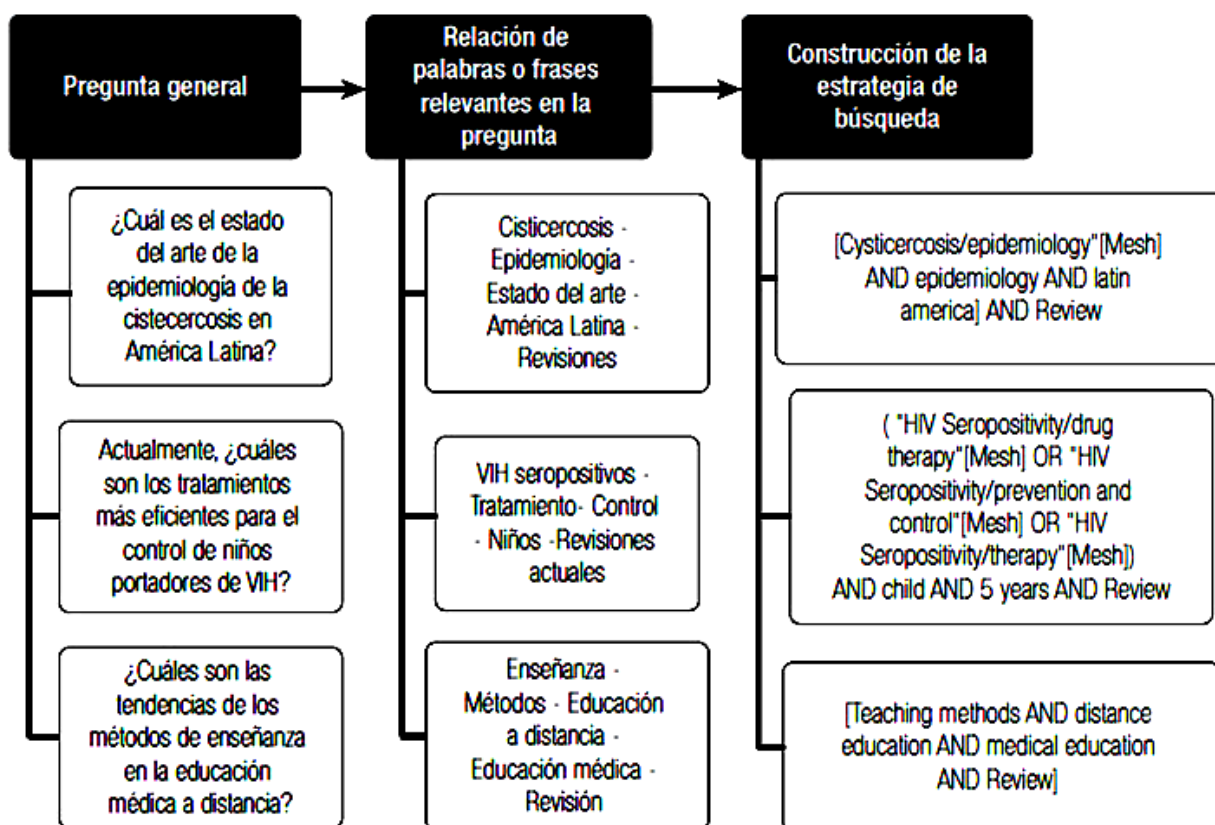 Pregunta general
Relación de
palabras o frases
relevantes en la
pregunta
Construcción de la
estrategia de
búsqueda
¿Cuál es el estado
del arte de la
epidemiología de la
cistecercosis en
América Latina?
Cisticercosis -
Epidemiología -
Estado del arte -
América Latina -
Revisiones
[Cysticercosis/epidemiology"[Mesh]
AND epidemiology AND latin
america] AND Review
Actualmente, ¿cuáles
son los tratamientos
más eficientes para el
control de niños
portadores de VIH?
VIH seropositivos -
Tratamiento- Control
- Niños -Revisiones
actuales
( "HIV Seropositivity/drug
therapy"[Mesh] OR "HIV
Seropositivity/prevention and
control"[Mesh] OR "HIV
Seropositivity/therapy"[Mesh])
AND child AND 5 years AND Review
¿Cuáles son las
tendencias de los
métodos de enseñanza
en la educación
médica a distancia?
Enseñanza -
Métodos - Educación
a distancia -
Educación médica -
Revisión
[Teaching methods AND distance
education AND medical education
AND Review]